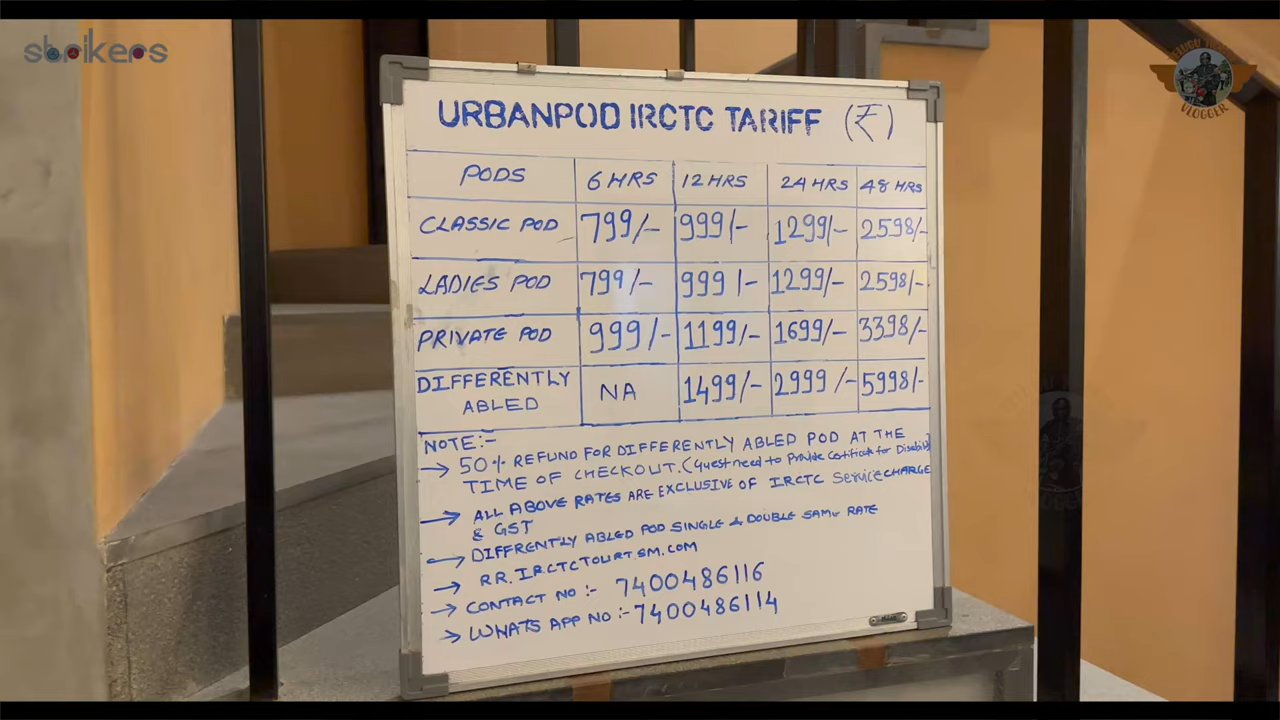 strikers
TELUGU
VLOGGER
URBANPOD IRCTC TARIFF (₹)
PODS 6 HRS 12 HRS 24 HRS 48 HRS
CLASSIC POD 799/- 999/- 1299/- 2598/-
LADIES POD 799/- 999/- 1299/- 2598/-
PRIVATE POD 999/- 1199/- 1699/- 3398/-
DIFFERENTLY ABLED NA 1499/- 2999/- 5998/-
NOTE:-
→ 50% REFUND FOR DIFFERENTLY ABLED POD AT THE
TIME OF CHECKOUT. (Guest need to Provide Certificate for Disability)
→ ALL ABOVE RATES ARE EXCLUSIVE OF IRCTC Service CHARGE
& GST
→ DIFFRENTLY ABLED POD SINGLE & DOUBLE SAME RATE
→ RR.IRCTCTOURISM.COM
→ CONTACT NO :- 7400486116
→ WHATS APP NO :- 7400486114